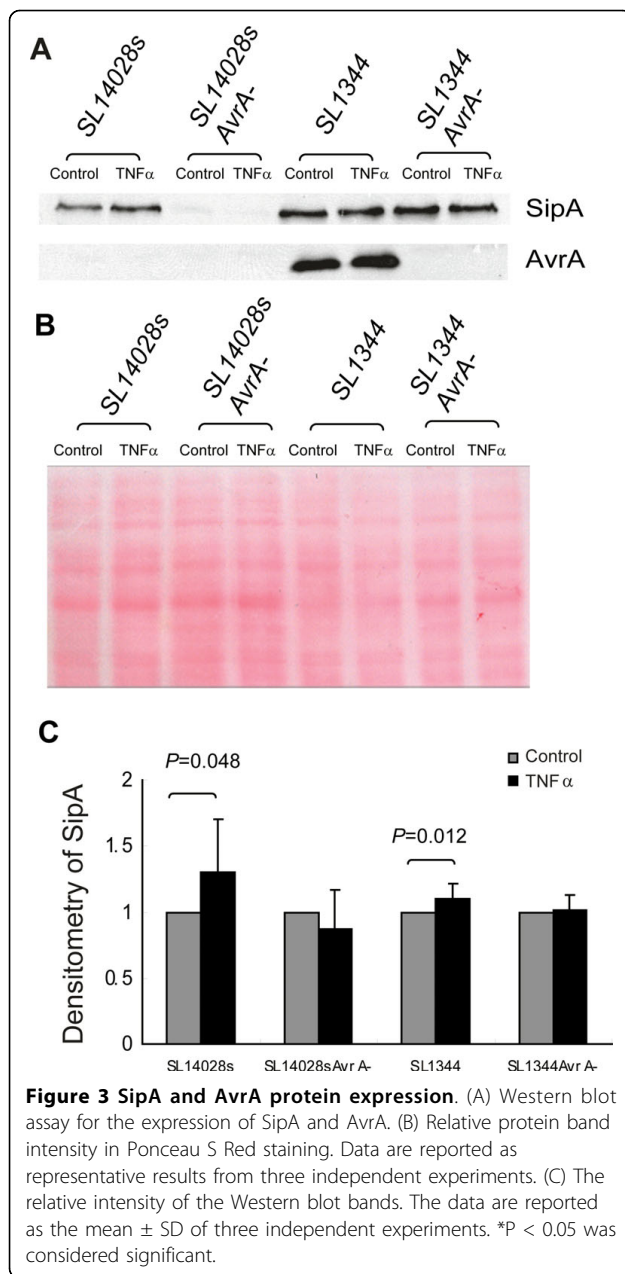 A
SL14028s
SL14028s AvrA-
SL1344
SL1344 AvrA-
Control TNFα Control TNFα Control TNFα Control TNFα
SipA
AvrA
B
SL14028s
SL14028s AvrA-
SL1344
SL1344 AvrA-
Control TNFα Control TNFα Control TNFα Control TNFα
C
P=0.048
Control
TNF α
P=0.012
Densitometry of SipA
2
1.5
1
0.5
0
SL14028s SL14028sAvr A- SL1344 SL1344Avr A-
Figure 3 SipA and AvrA protein expression. (A) Western blot
assay for the expression of SipA and AvrA. (B) Relative protein band
intensity in Ponceau S Red staining. Data are reported as
representative results from three independent experiments. (C) The
relative intensity of the Western blot bands. The data are reported
as the mean ± SD of three independent experiments. *P < 0.05 was
considered significant.